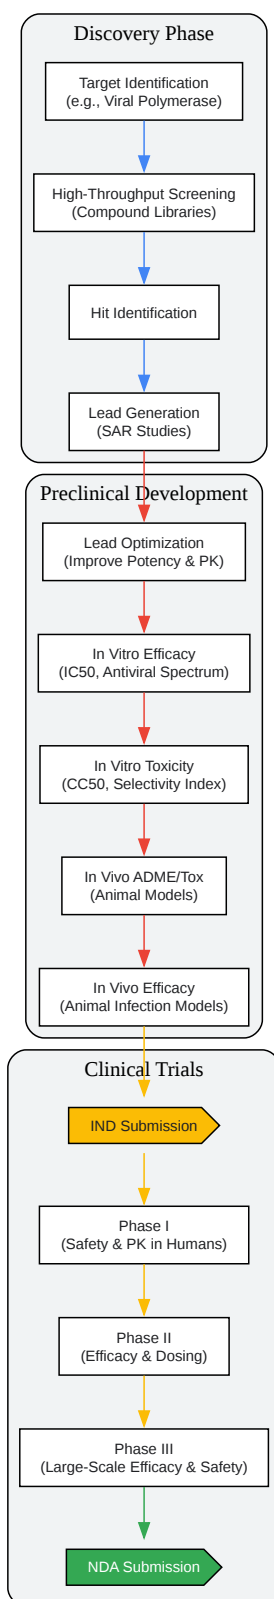 Discovery Phase
Target Identification
(e.g., Viral Polymerase)
High-Throughput Screening
(Compound Libraries)
Hit Identification
Lead Generation
(SAR Studies)
Preclinical Development
Lead Optimization
(Improve Potency & PK)
In Vitro Efficacy
(IC50, Antiviral Spectrum)
In Vitro Toxicity
(CC50, Selectivity Index)
In Vivo ADME/Tox
(Animal Models)
In Vivo Efficacy
(Animal Infection Models)
Clinical Trials
IND Submission
Phase I
(Safety & PK in Humans)
Phase II
(Efficacy & Dosing)
Phase III
(Large-Scale Efficacy & Safety)
NDA Submission